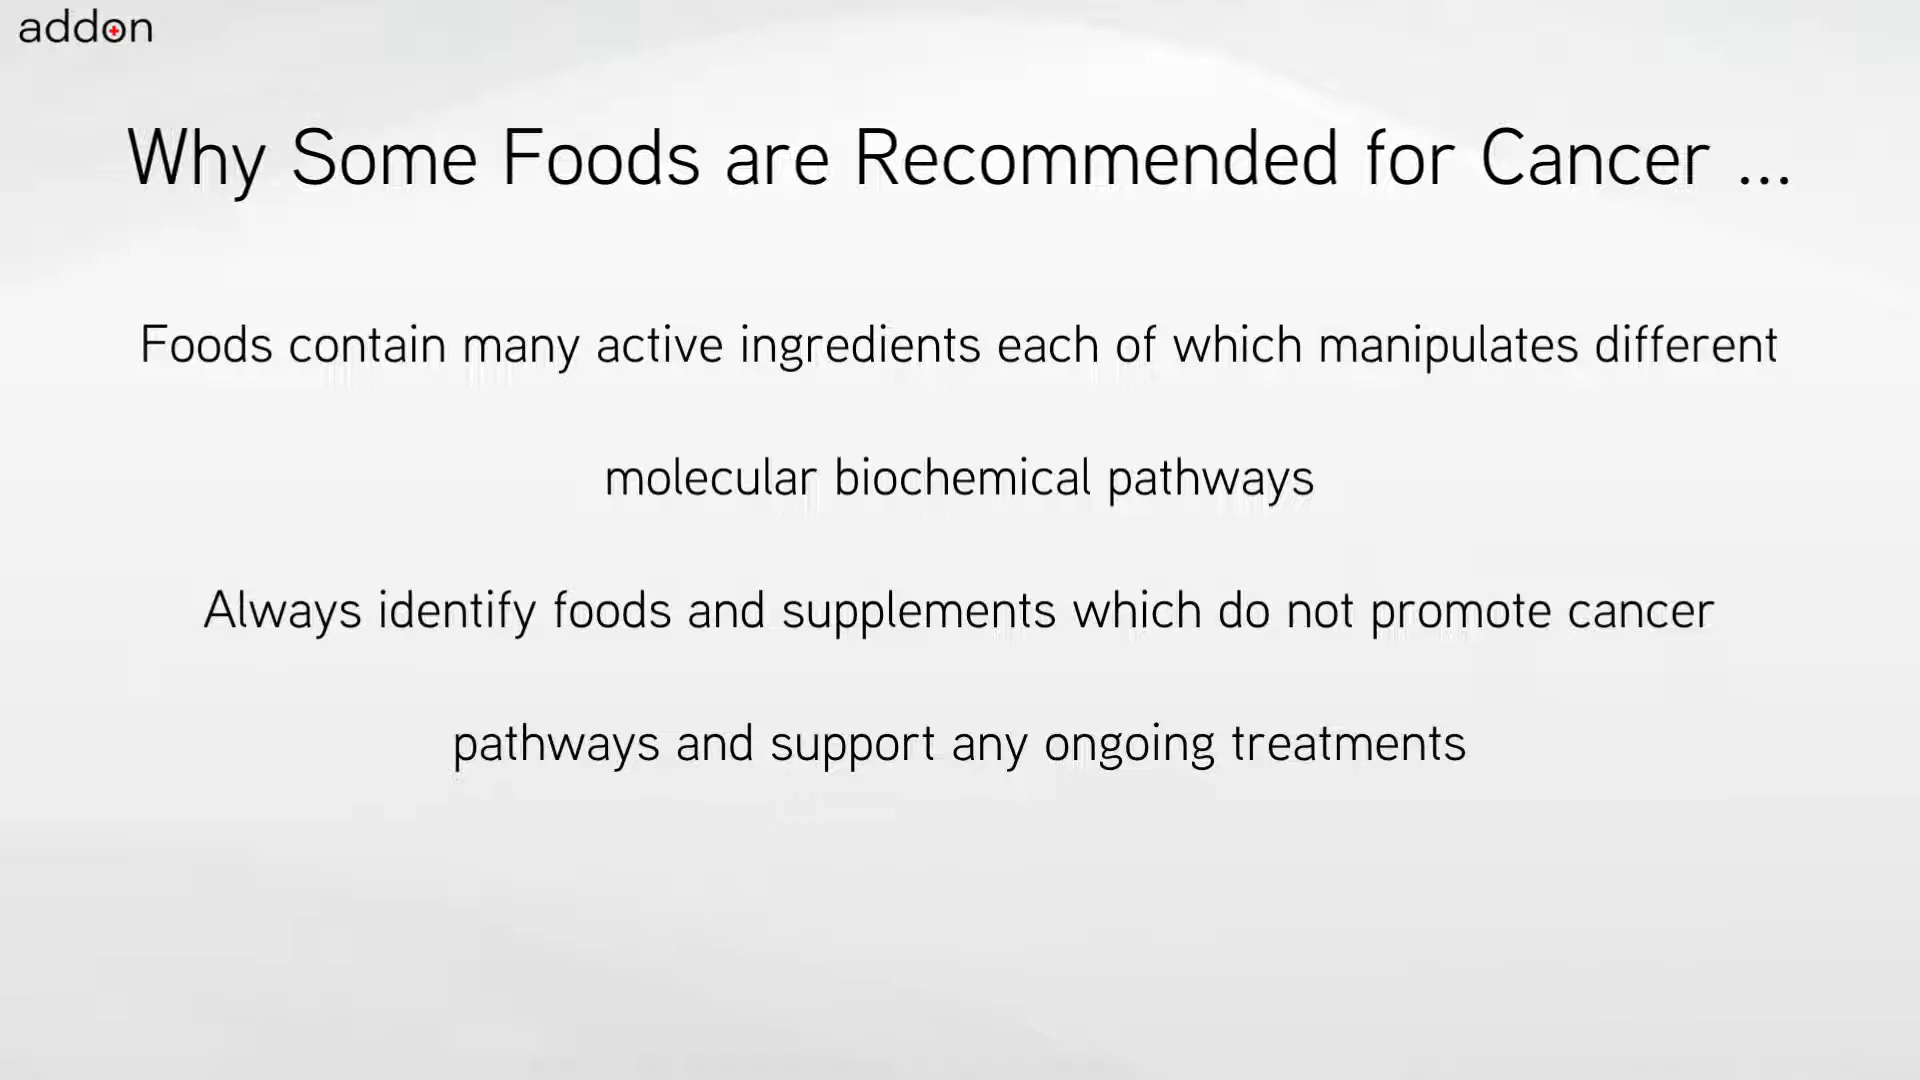 addon
Why Some Foods are Recommended for Cancer ...
Foods contain many active ingredients each of which manipulates different
molecular biochemical pathways
Always identify foods and supplements which do not promote cancer
pathways and support any ongoing treatments